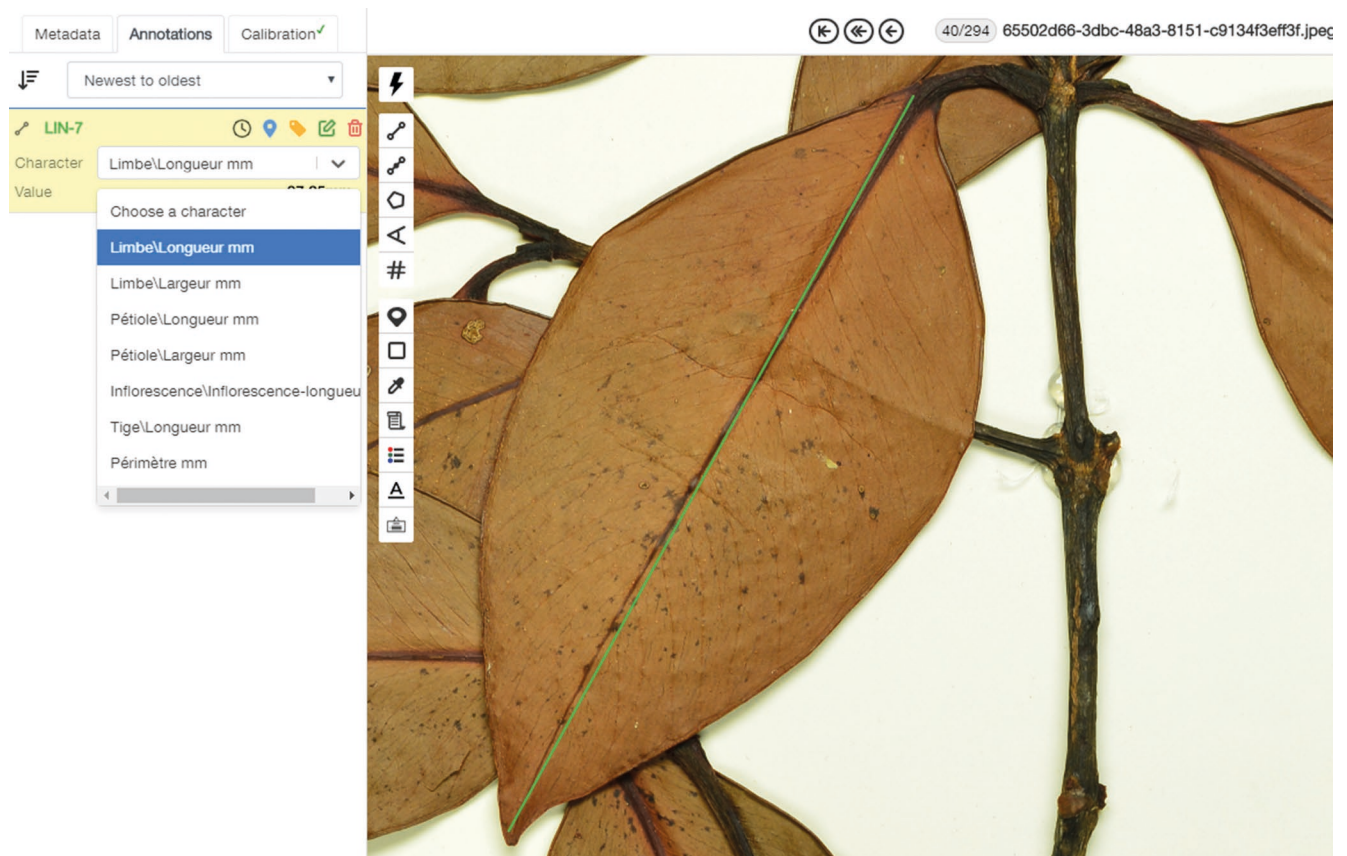 Metadata Annotations Calibration✓
40/294 65502d66-3dbc-48a3-8151-c9134f3eff3f.jpeg
Newest to oldest
LIN-7
Character Limbe\Longueur mm
Value
Choose a character
Limbe\Longueur mm
Limbe\Largeur mm
Pétiole\Longueur mm
Pétiole\Largeur mm
Inflorescence\Inflorescence-longueu
Tige\Longueur mm
Périmètre mm
#
A